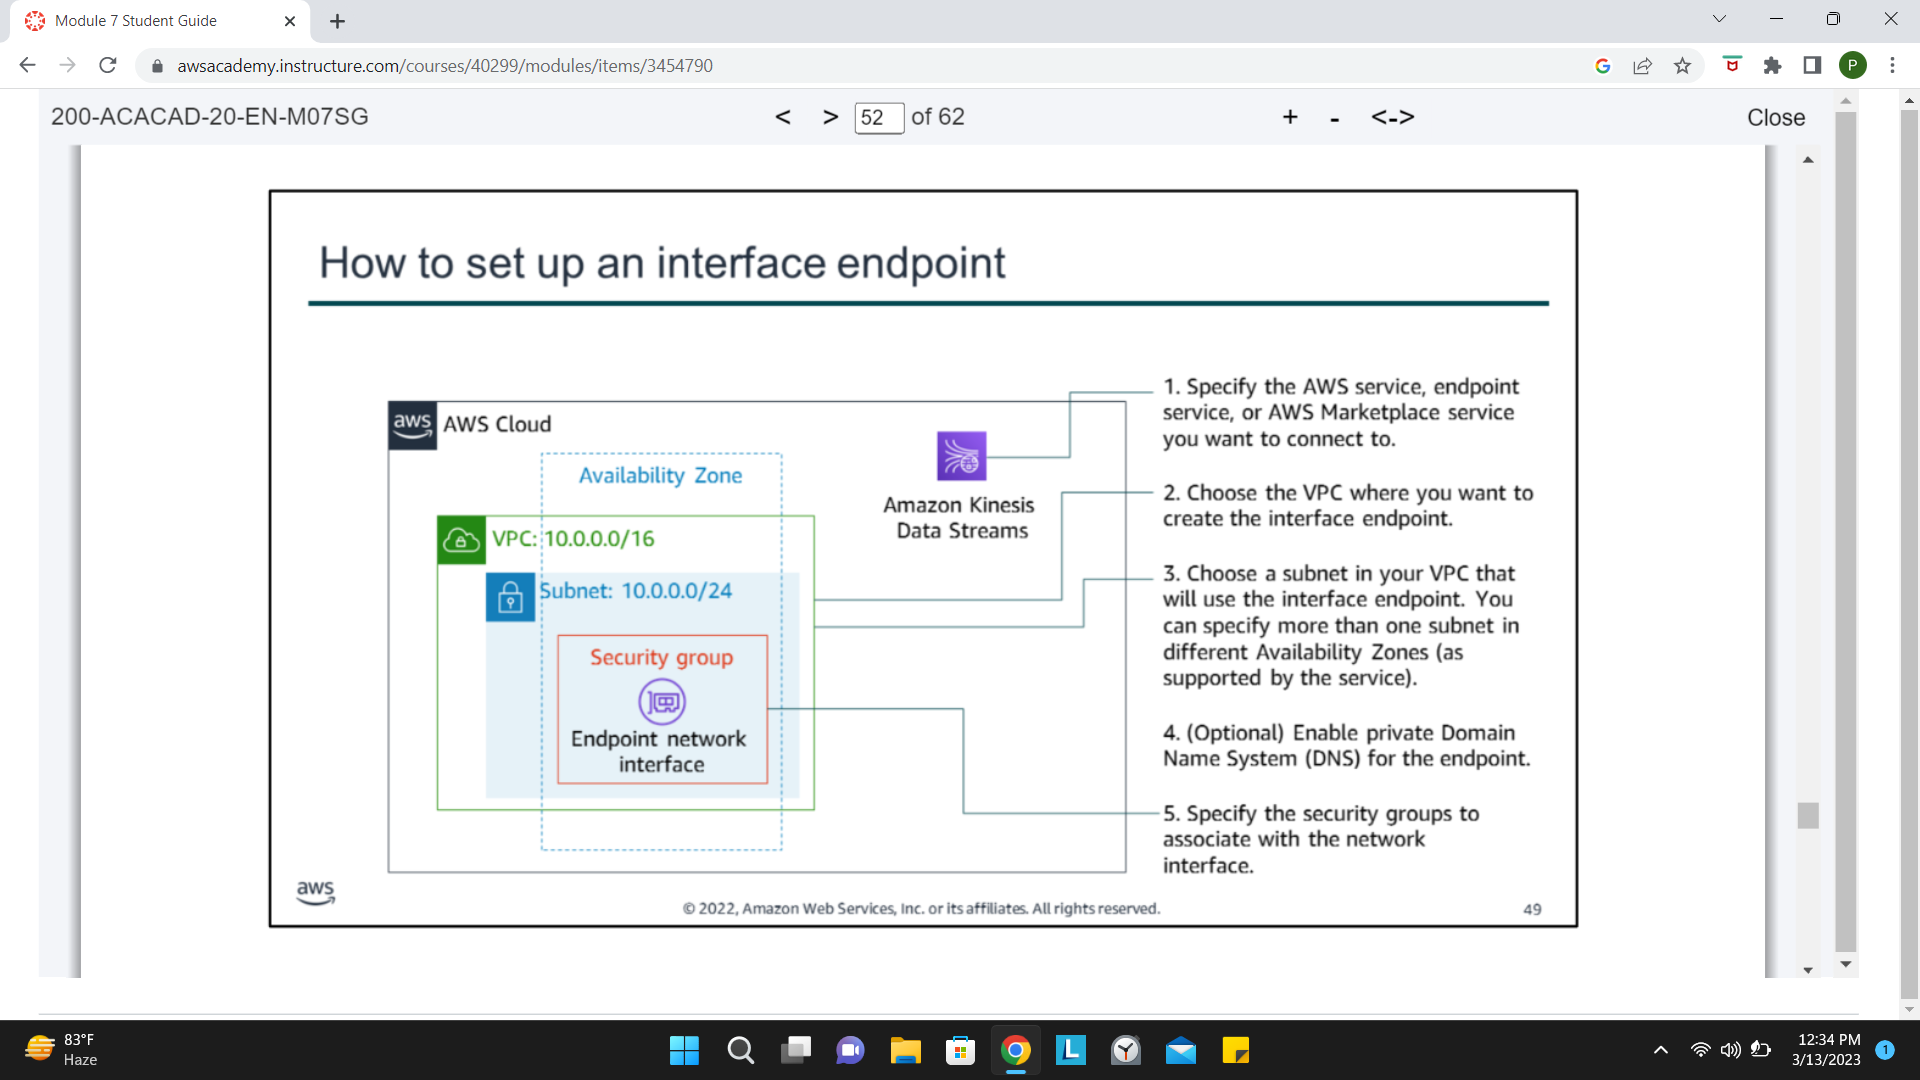 Module 7 Student Guide
awsacademy.instructure.com/courses/40299/modules/items/3454790
P
200-ACACAD-20-EN-M07SG
< > 52 of 62
+ - <->
Close
How to set up an interface endpoint
aws
AWS Cloud
Availability Zone
VPC: 10.0.0.0/16
Subnet: 10.0.0.0/24
Security group
Endpoint network
interface
Amazon Kinesis
Data Streams
1. Specify the AWS service, endpoint
service, or AWS Marketplace service
you want to connect to.
2. Choose the VPC where you want to
create the interface endpoint.
3. Choose a subnet in your VPC that
will use the interface endpoint. You
can specify more than one subnet in
different Availability Zones (as
supported by the service).
4. (Optional) Enable private Domain
Name System (DNS) for the endpoint.
5. Specify the security groups to
associate with the network
interface.
aws
© 2022, Amazon Web Services, Inc. or its affiliates. All rights reserved.
49
83°F
Haze
L
12:34 PM
3/13/2023
1